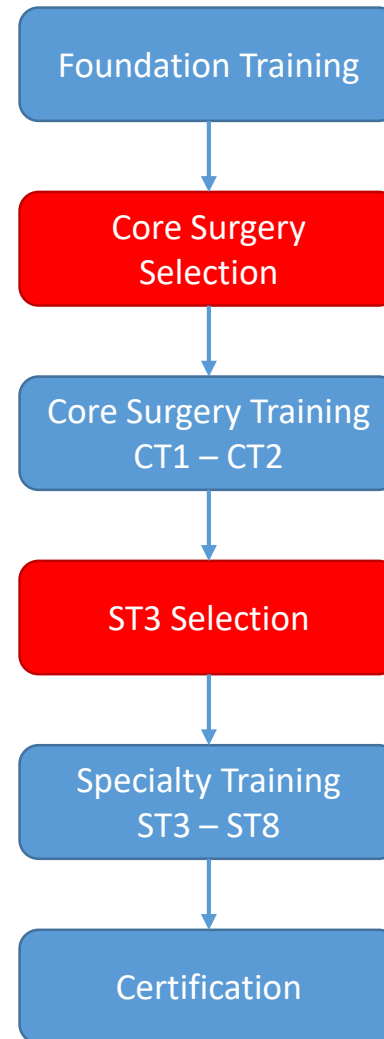 Foundation Training
Core Surgery
Selection
Core Surgery Training
CT1 – CT2
ST3 Selection
Specialty Training
ST3 – ST8
Certification